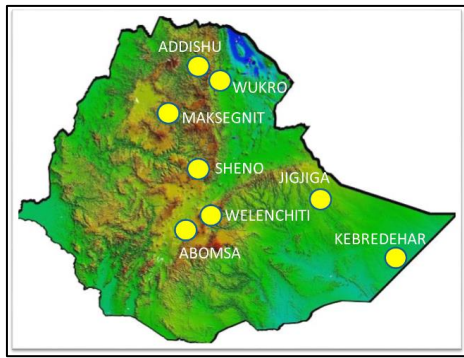 ADDISHU
WUKRO
MAKSEGNIT
SHENO
JIGJIGA
WELENCHITI
ABOMSA
KEBREDEHAR